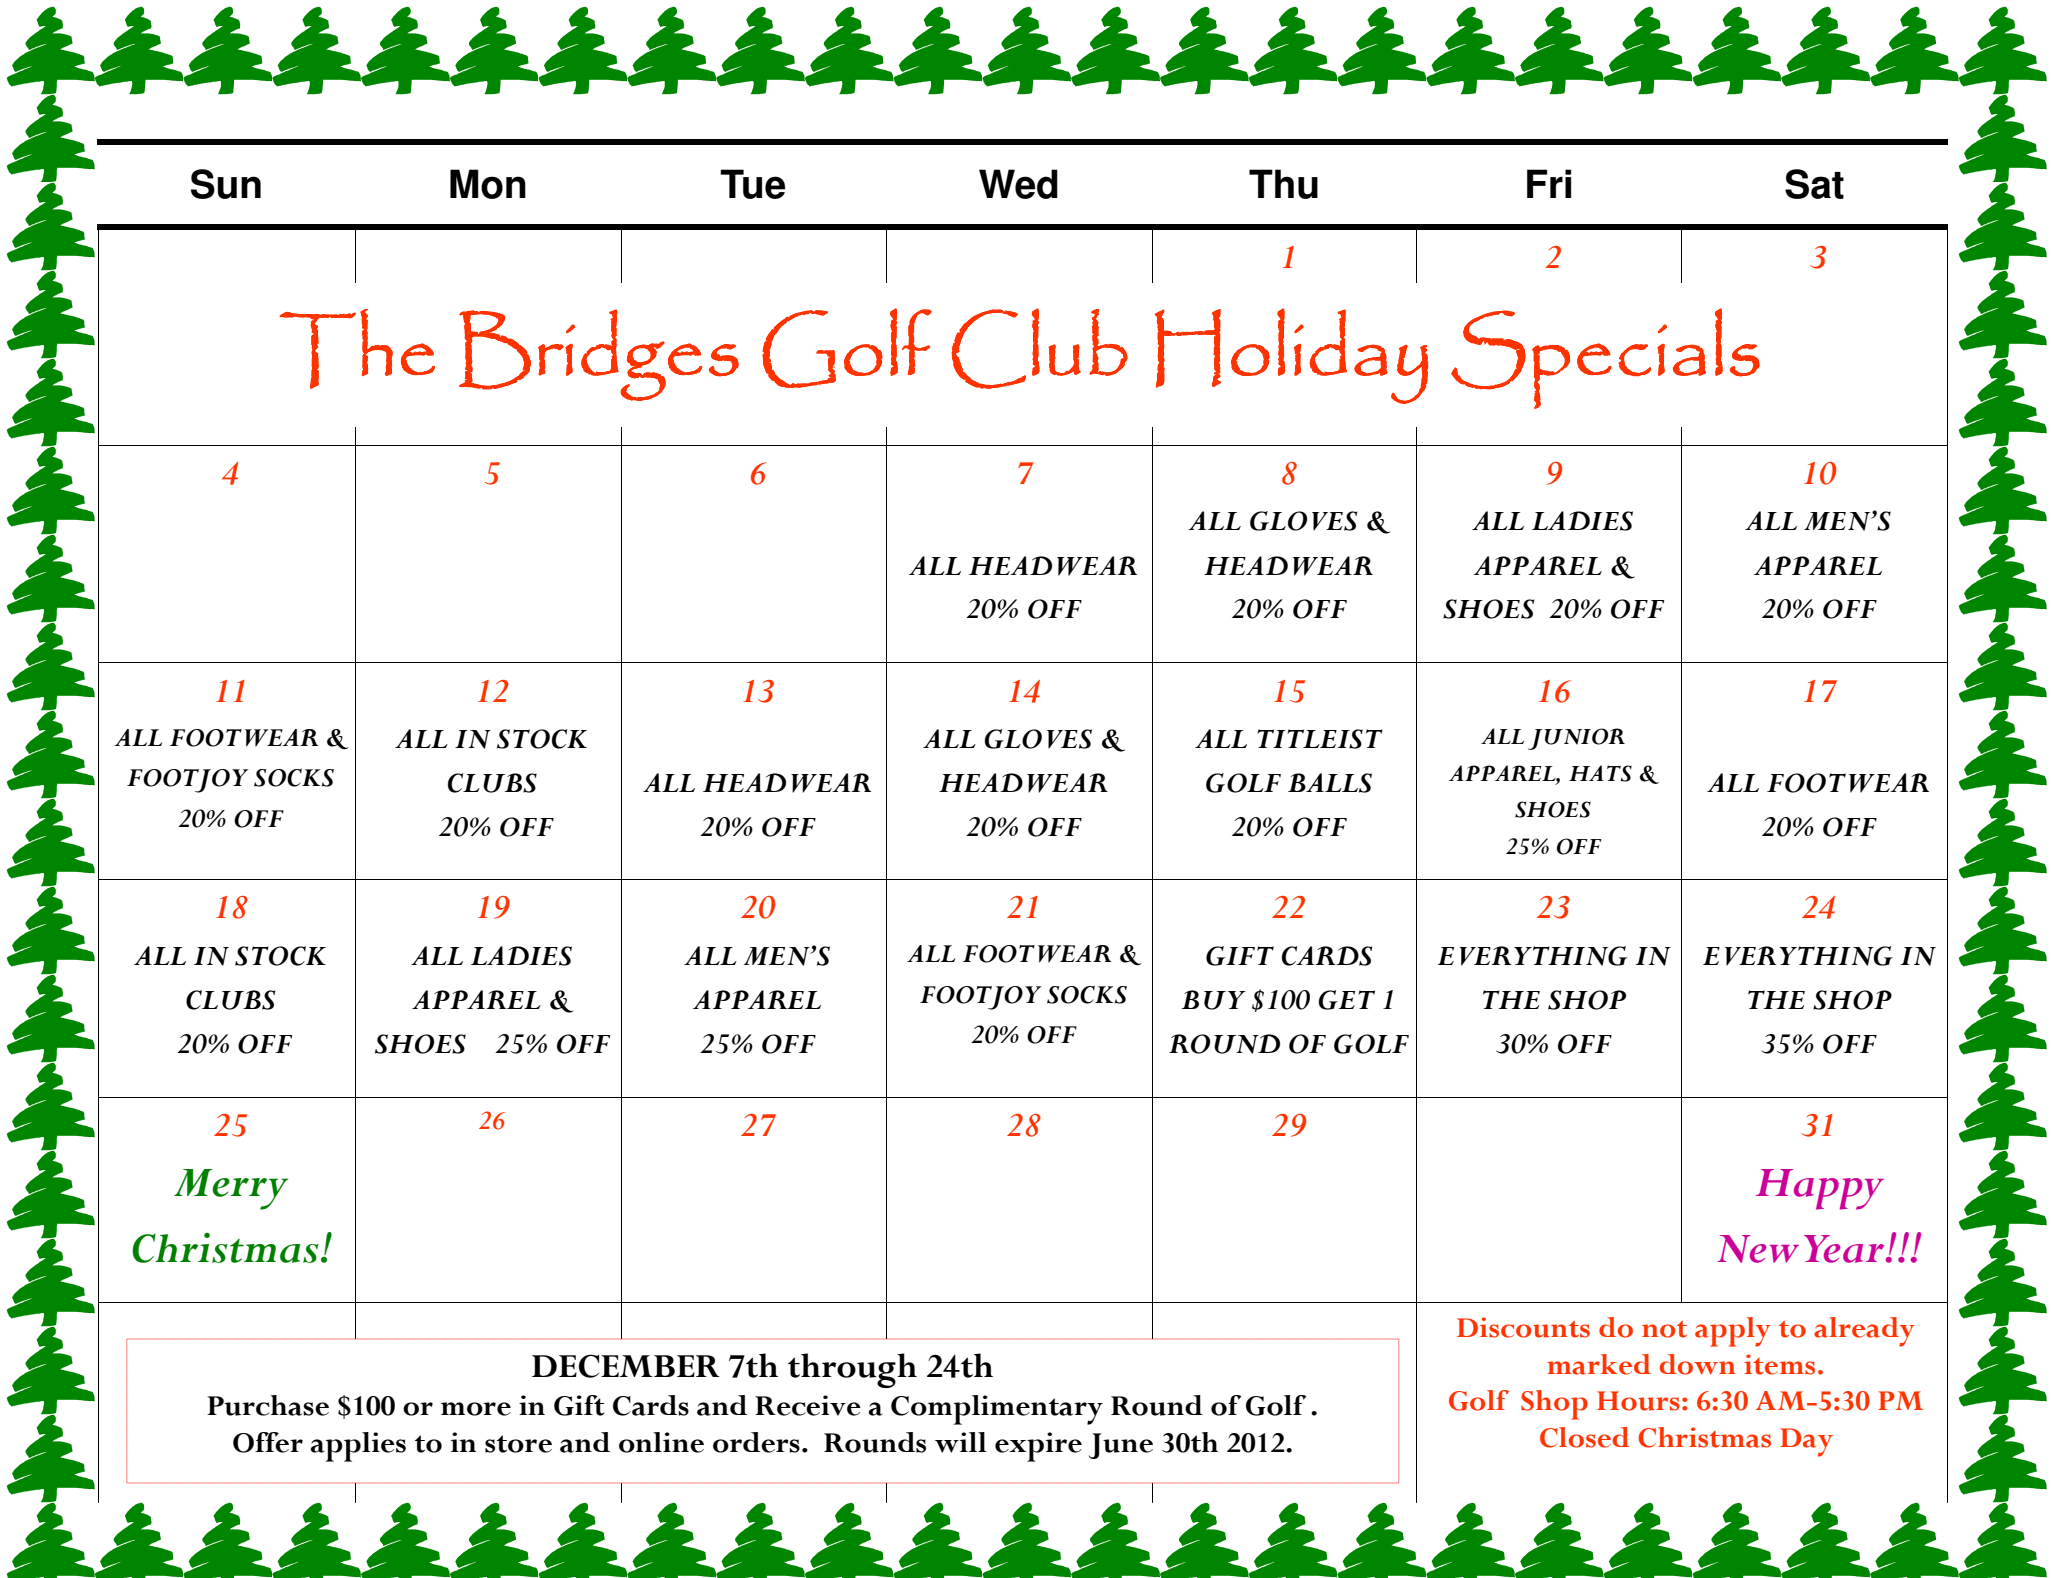 Sun Mon Tue Wed Thu Fri Sat
1 2 3
The Bridges Golf Club Holiday Specials
4
5
6
7
ALL HEADWEAR
20% OFF
8
ALL GLOVES &
HEADWEAR
20% OFF
9
ALL LADIES
APPAREL &
SHOES 20% OFF
10
ALL MEN'S
APPAREL
20% OFF
11
ALL FOOTWEAR &
FOOTJOY SOCKS
20% OFF
12
ALL IN STOCK
CLUBS
20% OFF
13
ALL HEADWEAR
20% OFF
14
ALL GLOVES &
HEADWEAR
20% OFF
15
ALL TITLEIST
GOLF BALLS
20% OFF
16
ALL JUNIOR
APPAREL, HATS &
SHOES
25% OFF
17
ALL FOOTWEAR
20% OFF
18
ALL IN STOCK
CLUBS
20% OFF
19
ALL LADIES
APPAREL &
SHOES 25% OFF
20
ALL MEN'S
APPAREL
25% OFF
21
ALL FOOTWEAR &
FOOTJOY SOCKS
20% OFF
22
GIFT CARDS
BUY $100 GET 1
ROUND OF GOLF
23
EVERYTHING IN
THE SHOP
30% OFF
24
EVERYTHING IN
THE SHOP
35% OFF
25
Merry
Christmas!
26
27
28
29
31
Happy
New Year!!!
DECEMBER 7th through 24th
Purchase $100 or more in Gift Cards and Receive a Complimentary Round of Golf .
Offer applies to in store and online orders. Rounds will expire June 30th 2012.
Discounts do not apply to already
marked down items.
Golf Shop Hours: 6:30 AM-5:30 PM
Closed Christmas Day